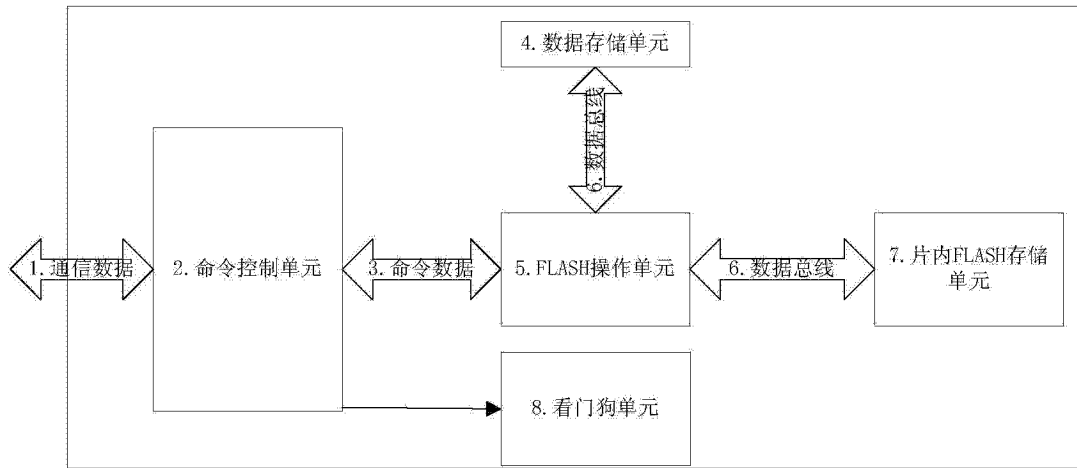 4.数据存储单元
6.数据总线
1.通信数据
2.命令控制单元
3.命令数据
5.FLASH操作单元
6.数据总线
7.片内FLASH存储
单元
8.看门狗单元